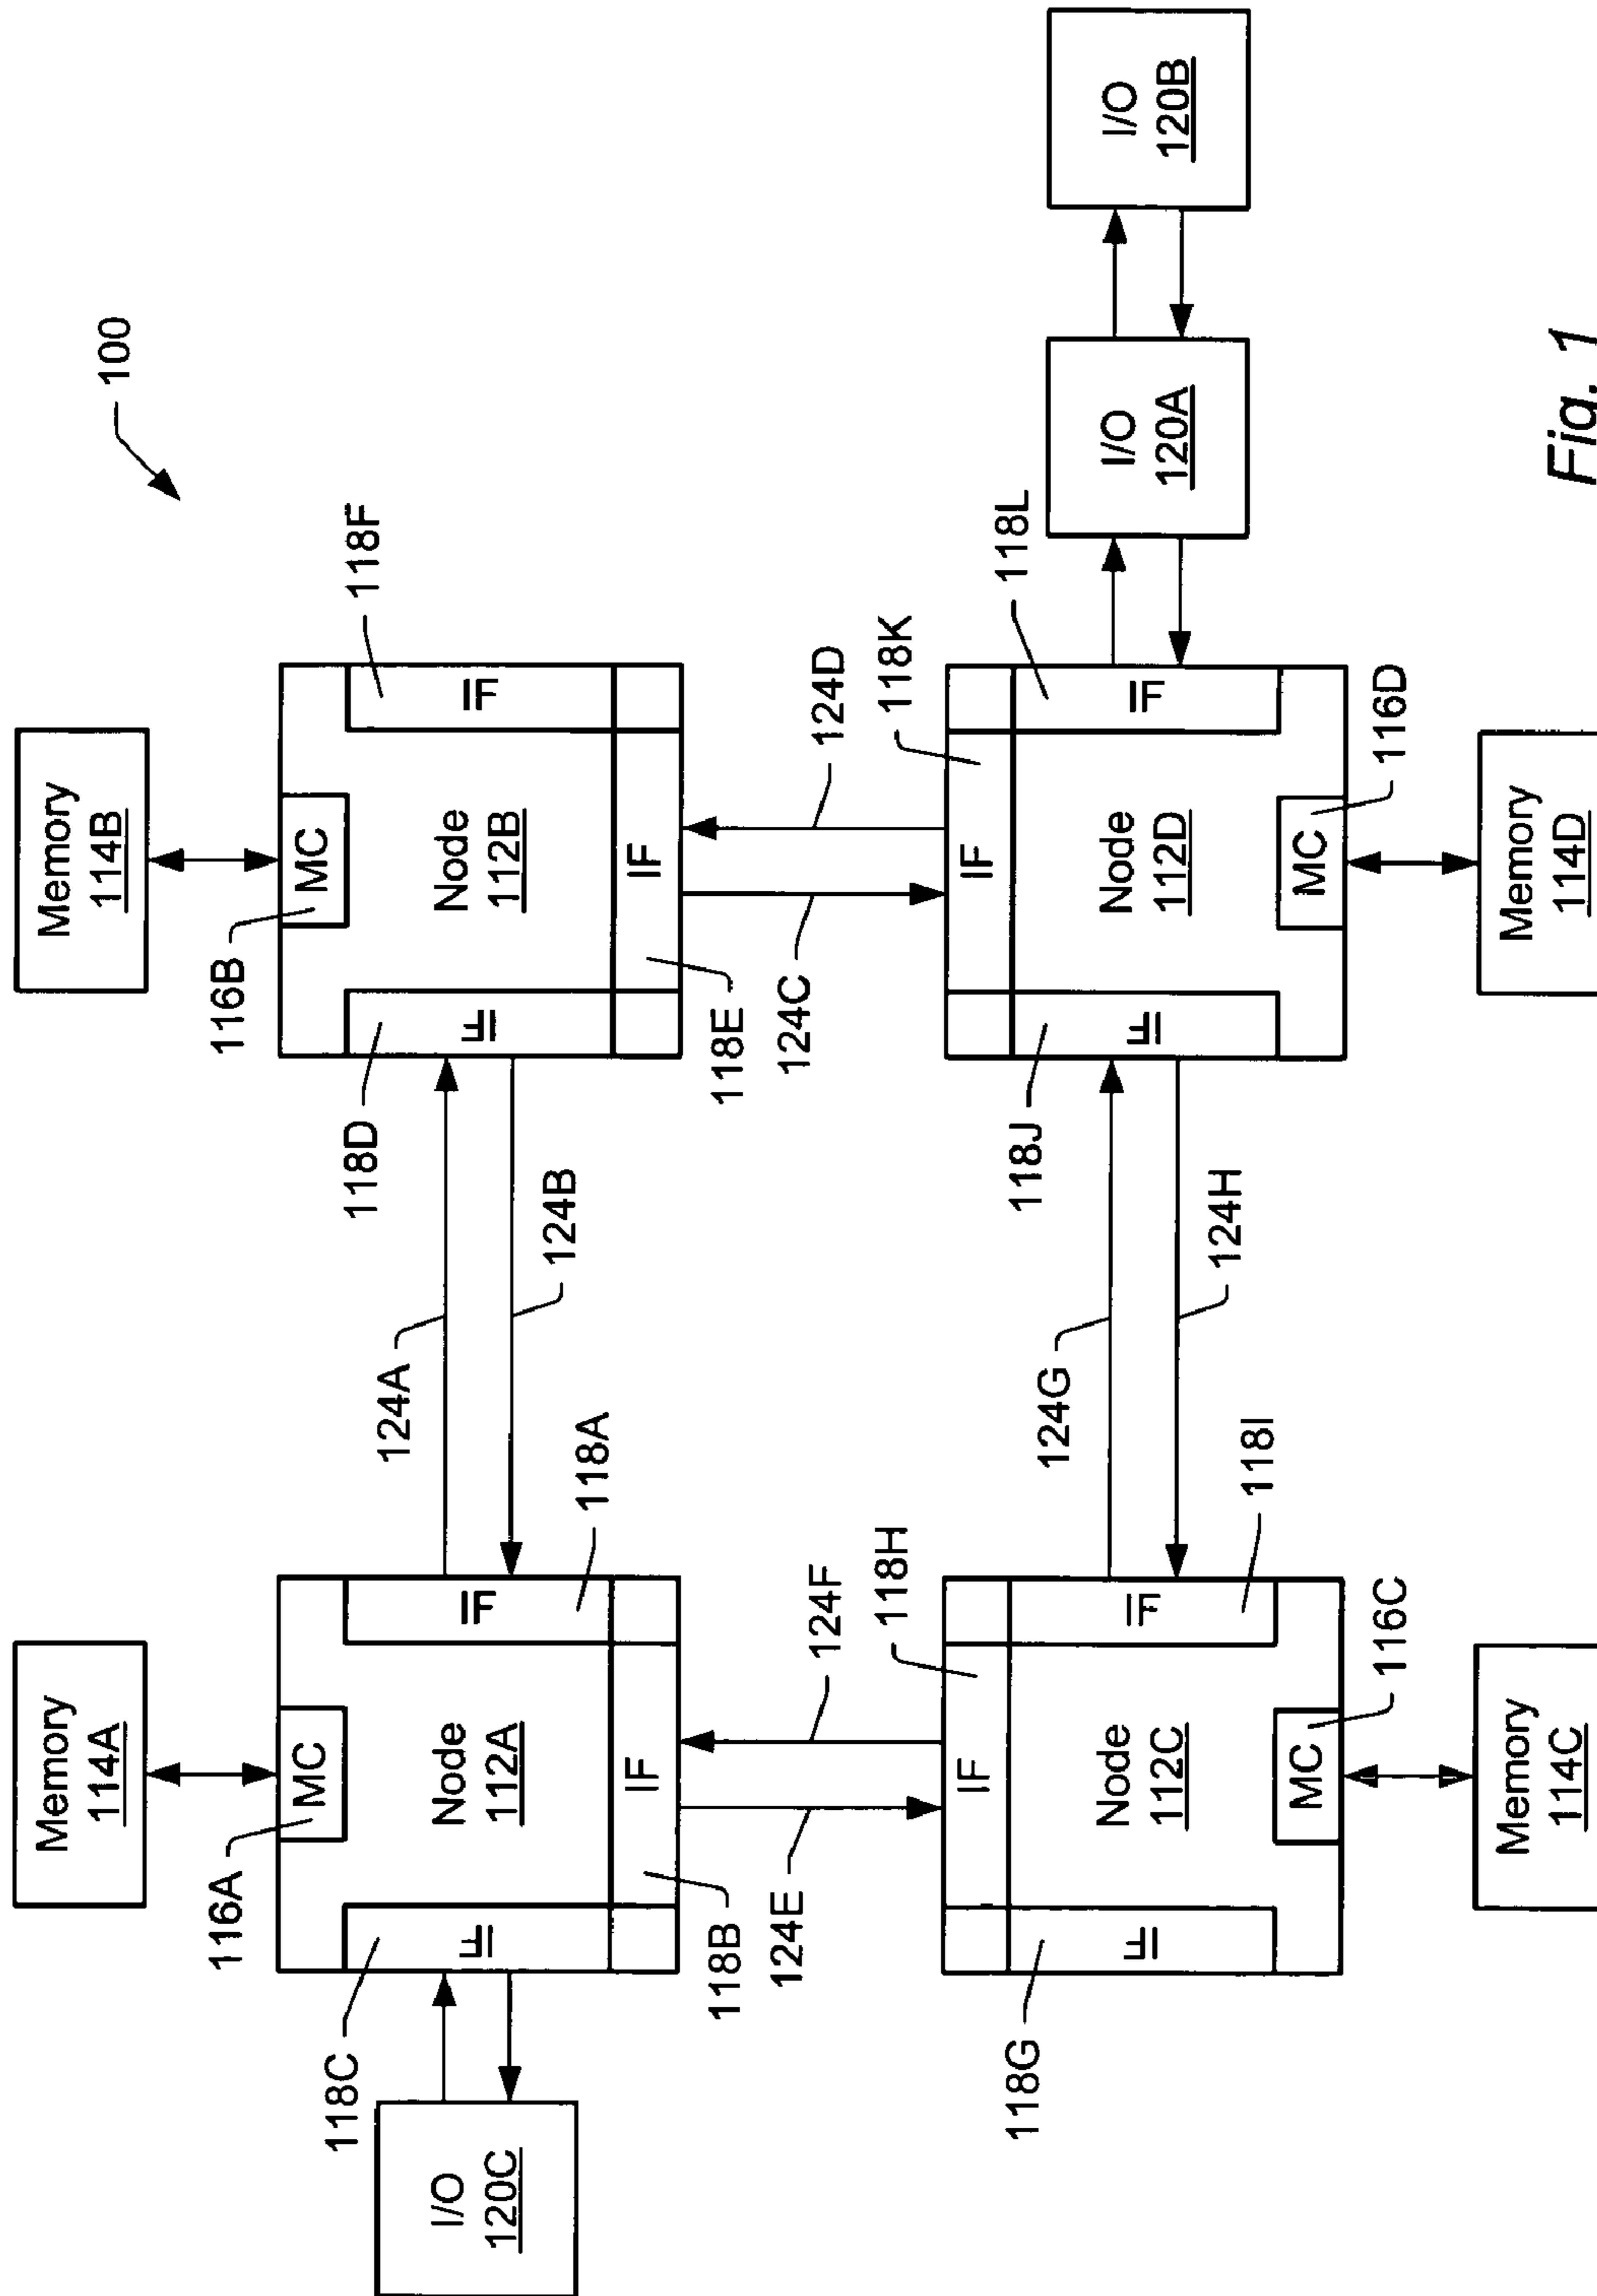 Memory
114A
Memory
114B
100
116A
MC
116B
MC
118C
118D
118F
124A
I/O
120C
IF
Node
112A
IF
IF
Node
112B
IF
124B
118A
IF
IF
118B
118E
124E
124F
124C
124D
118H
118K
IF
IF
118G
118J
118L
124G
IF
Node
112C
IF
IF
Node
112D
IF
I/O
120A
I/O
120B
124H
118I
MC
116C
MC
116D
Memory
114C
Memory
114D
Fig. 1